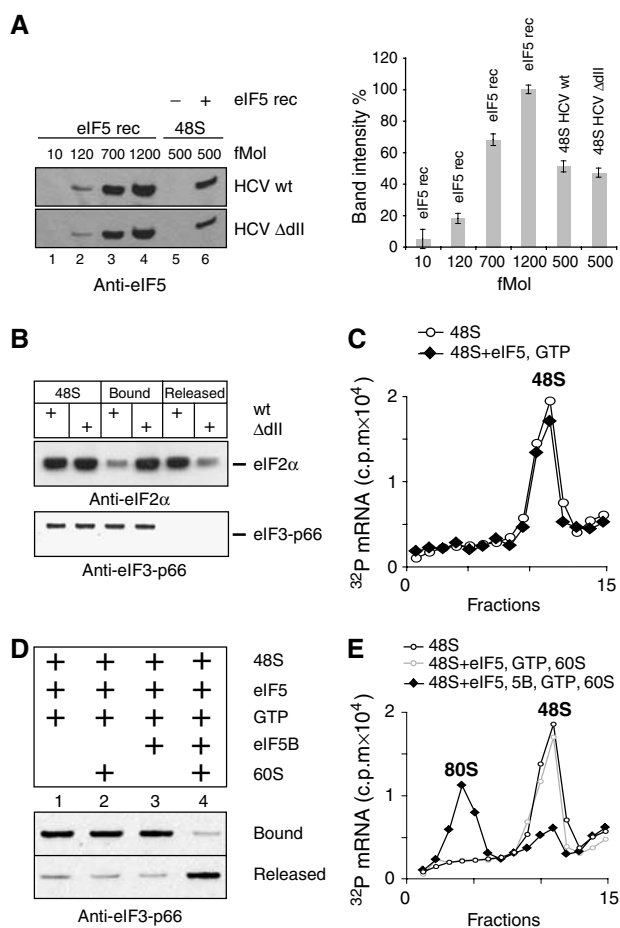 A
− + eIF5 rec
eIF5 rec 48S
10 120 700 1200 500 500 fMol
HCV wt
HCV ΔdII
1 2 3 4 5 6
Anti-eIF5
Band intensity %
120
100
80
60
40
20
0
eIF5 rec
eIF5 rec
eIF5 rec
eIF5 rec
48S HCV wt
48S HCV ΔdII
10 120 700 1200 500 500
fMol
B
48S Bound Released
+ + + wt
+ + + ΔdII
eIF2α
Anti-eIF2α
eIF3-p66
Anti-eIF3-p66
C
48S
48S+eIF5, GTP
48S
³²P mRNA (c.p.m×10⁴)
2
1
0
0 15
Fractions
D
+ + + + 48S
+ + + + eIF5
+ + + + GTP
+ + eIF5B
+ + 60S
1 2 3 4
Bound
Released
Anti-eIF3-p66
E
48S
48S+eIF5, GTP, 60S
48S+eIF5, 5B, GTP, 60S
48S
80S
³²P mRNA (c.p.m×10⁴)
2
1
0
0 15
Fractions